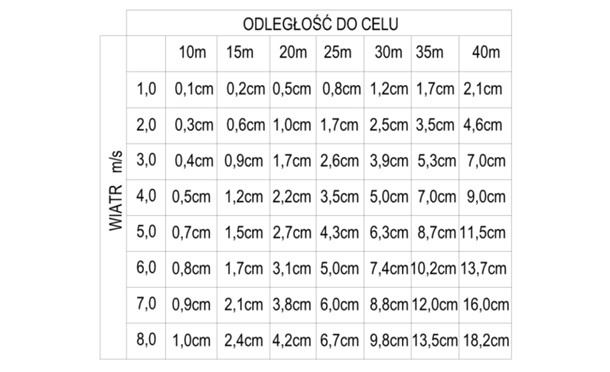 ODLEGŁOŚĆ DO CELU
10m 15m 20m 25m 30m 35m 40m
WIATR m/s
1,0 0,1cm 0,2cm 0,5cm 0,8cm 1,2cm 1,7cm 2,1cm
2,0 0,3cm 0,6cm 1,0cm 1,7cm 2,5cm 3,5cm 4,6cm
3,0 0,4cm 0,9cm 1,7cm 2,6cm 3,9cm 5,3cm 7,0cm
4,0 0,5cm 1,2cm 2,2cm 3,5cm 5,0cm 7,0cm 9,0cm
5,0 0,7cm 1,5cm 2,7cm 4,3cm 6,3cm 8,7cm 11,5cm
6,0 0,8cm 1,7cm 3,1cm 5,0cm 7,4cm 10,2cm 13,7cm
7,0 0,9cm 2,1cm 3,8cm 6,0cm 8,8cm 12,0cm 16,0cm
8,0 1,0cm 2,4cm 4,2cm 6,7cm 9,8cm 13,5cm 18,2cm